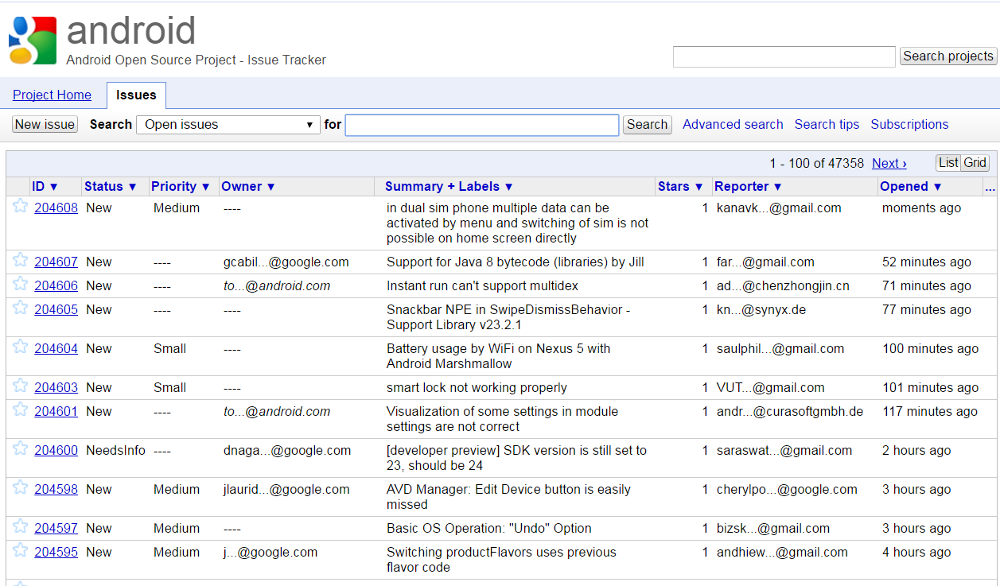 android
Android Open Source Project - Issue Tracker
Search projects
Project Home Issues
New issue Search Open issues ▼ for Search Advanced search Search tips Subscriptions
1 - 100 of 47358 Next › List Grid
ID ▼ Status ▼ Priority ▼ Owner ▼ Summary + Labels ▼ Stars ▼ Reporter ▼ Opened ▼ ...
204608 New Medium ---- in dual sim phone multiple data can be 1 kanavk...@gmail.com moments ago
activated by menu and switching of sim is not
possible on home screen directly
204607 New ---- gcabil...@google.com Support for Java 8 bytecode (libraries) by Jill 1 far...@gmail.com 52 minutes ago
204606 New ---- to...@android.com Instant run can't support multidex 1 ad...@chenzhongjin.cn 71 minutes ago
204605 New ---- ---- Snackbar NPE in SwipeDismissBehavior - 1 kn...@synyx.de 77 minutes ago
Support Library v23.2.1
204604 New Small ---- Battery usage by WiFi on Nexus 5 with 1 saulphil...@gmail.com 100 minutes ago
Android Marshmallow
204603 New Small ---- smart lock not working properly 1 VUT...@gmail.com 101 minutes ago
204601 New ---- to...@android.com Visualization of some settings in module 1 andr...@curasoftgmbh.de 117 minutes ago
settings are not correct
204600 NeedsInfo ---- dnaga...@google.com [developer preview] SDK version is still set to 1 saraswat...@gmail.com 2 hours ago
23, should be 24
204598 New Medium jlaurid...@google.com AVD Manager: Edit Device button is easily 1 cherylpo...@google.com 3 hours ago
missed
204597 New Medium ---- Basic OS Operation: "Undo" Option 1 bizsk...@gmail.com 3 hours ago
204595 New Medium j...@google.com Switching productFlavors uses previous 1 andhiew...@gmail.com 4 hours ago
flavor code